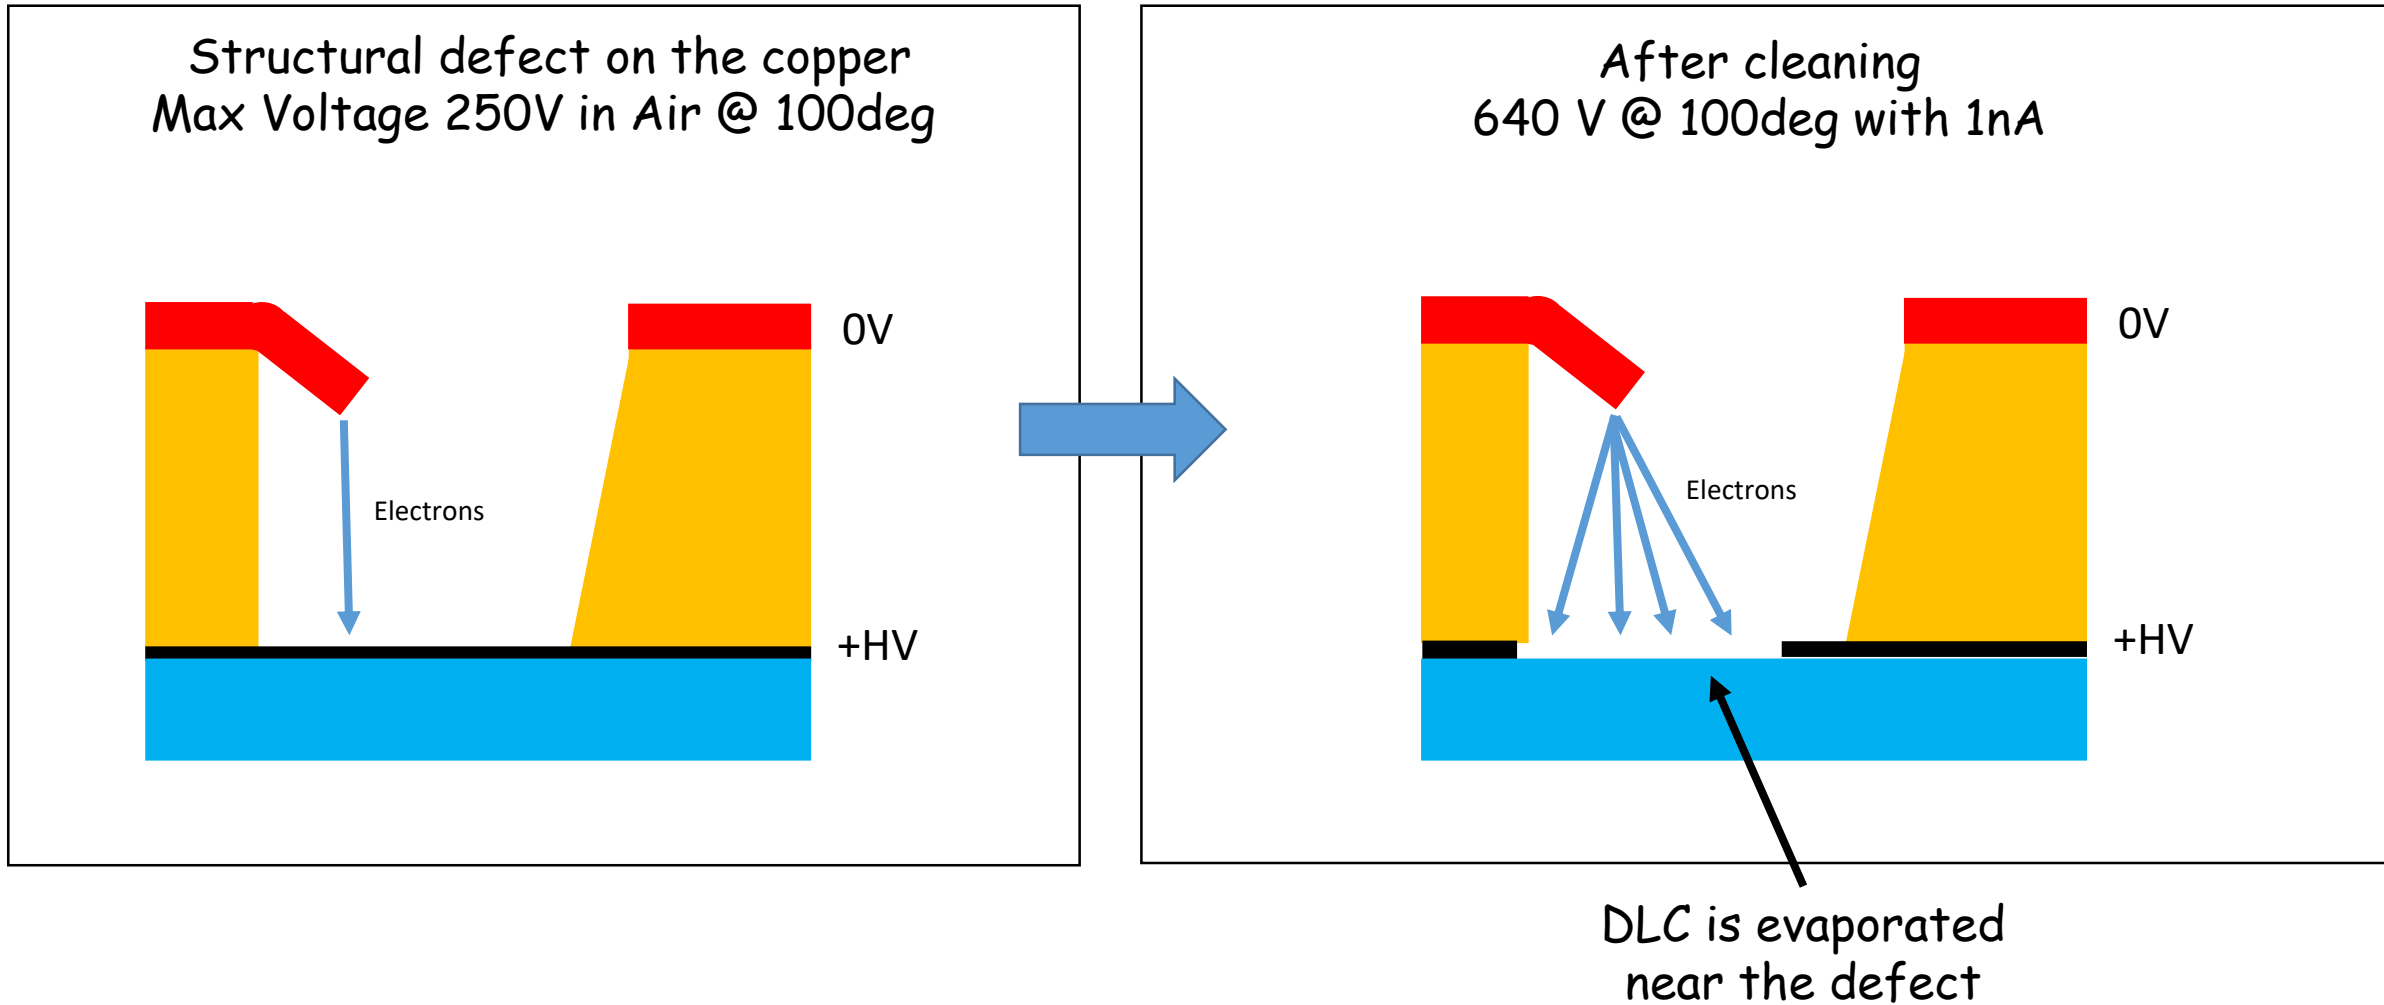 Structural defect on the copper
Max Voltage 250V in Air @ 100deg
0V
Electrons
+HV
After cleaning
640 V @ 100deg with 1nA
0V
Electrons
+HV
DLC is evaporated
near the defect